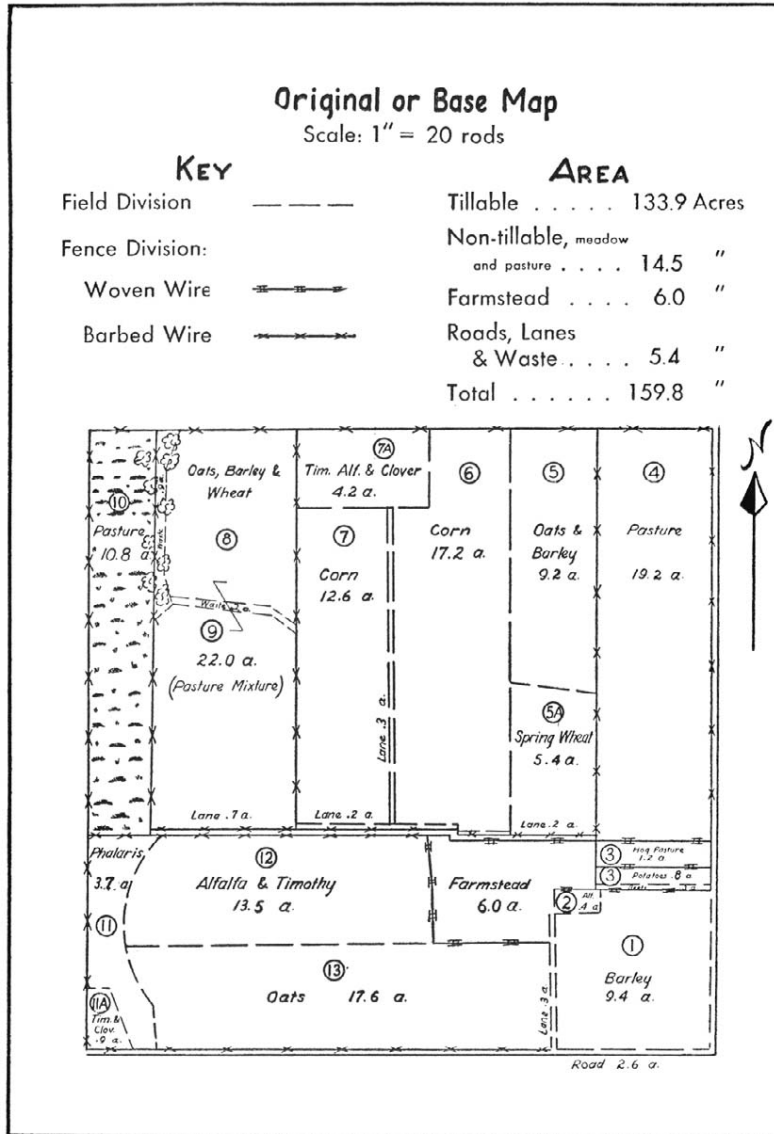 Original or Base Map
Scale: 1" = 20 rods
KEY
Field Division
Fence Division:
Woven Wire
Barbed Wire
AREA
Tillable . . . . . 133.9 Acres
Non-tillable, meadow
and pasture . . . . 14.5 "
Farmstead . . . . 6.0 "
Roads, Lanes
& Waste . . . . 5.4 "
Total . . . . . . 159.8 "
N
10
Pasture
10.8 a.
Oats, Barley &
Wheat
8
Waste
9
22.0 a.
(Pasture Mixture)
Lane .7 a.
7A
Tim. Alf. & Clover
4.2 a.
7
Corn
12.6 a.
Lane .3 a.
Lane .2 a.
6
Corn
17.2 a.
5
Oats &
Barley
9.2 a.
5A
Spring Wheat
5.4 a.
Lane .2 a.
4
Pasture
19.2 a.
3
Hog Pasture
1.2 a
3
Potatoes .8 a
2
Alf.
.4 a
1
Barley
9.4 a.
Phalaris
3.7 a
11
11A
Tim. &
Clov.
.9 a.
12
Alfalfa & Timothy
13.5 a.
Farmstead
6.0 a.
13
Oats 17.6 a.
Lane .3 a.
Road 2.6 a.